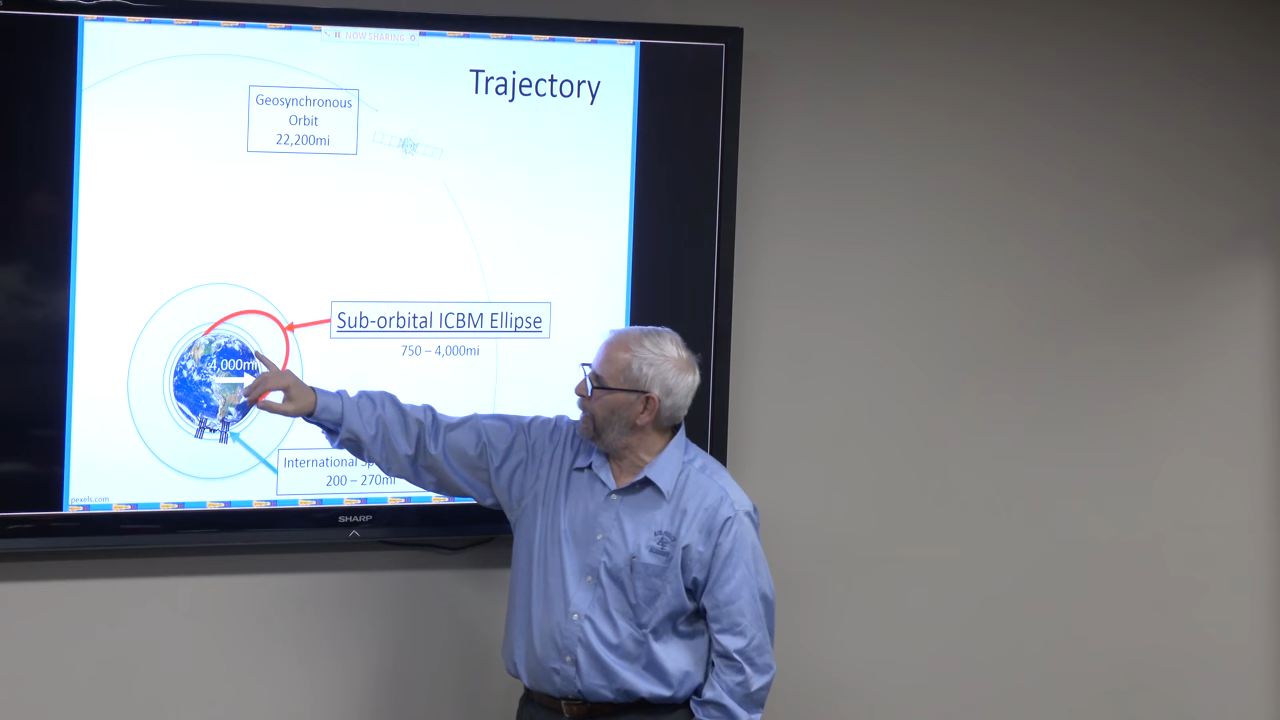 NOW SHARING
Trajectory
Geosynchronous
Orbit
22,200mi
Sub-orbital ICBM Ellipse
750 – 4,000mi
4,000mi
International
200 – 270mi
pexels.com
SHARP